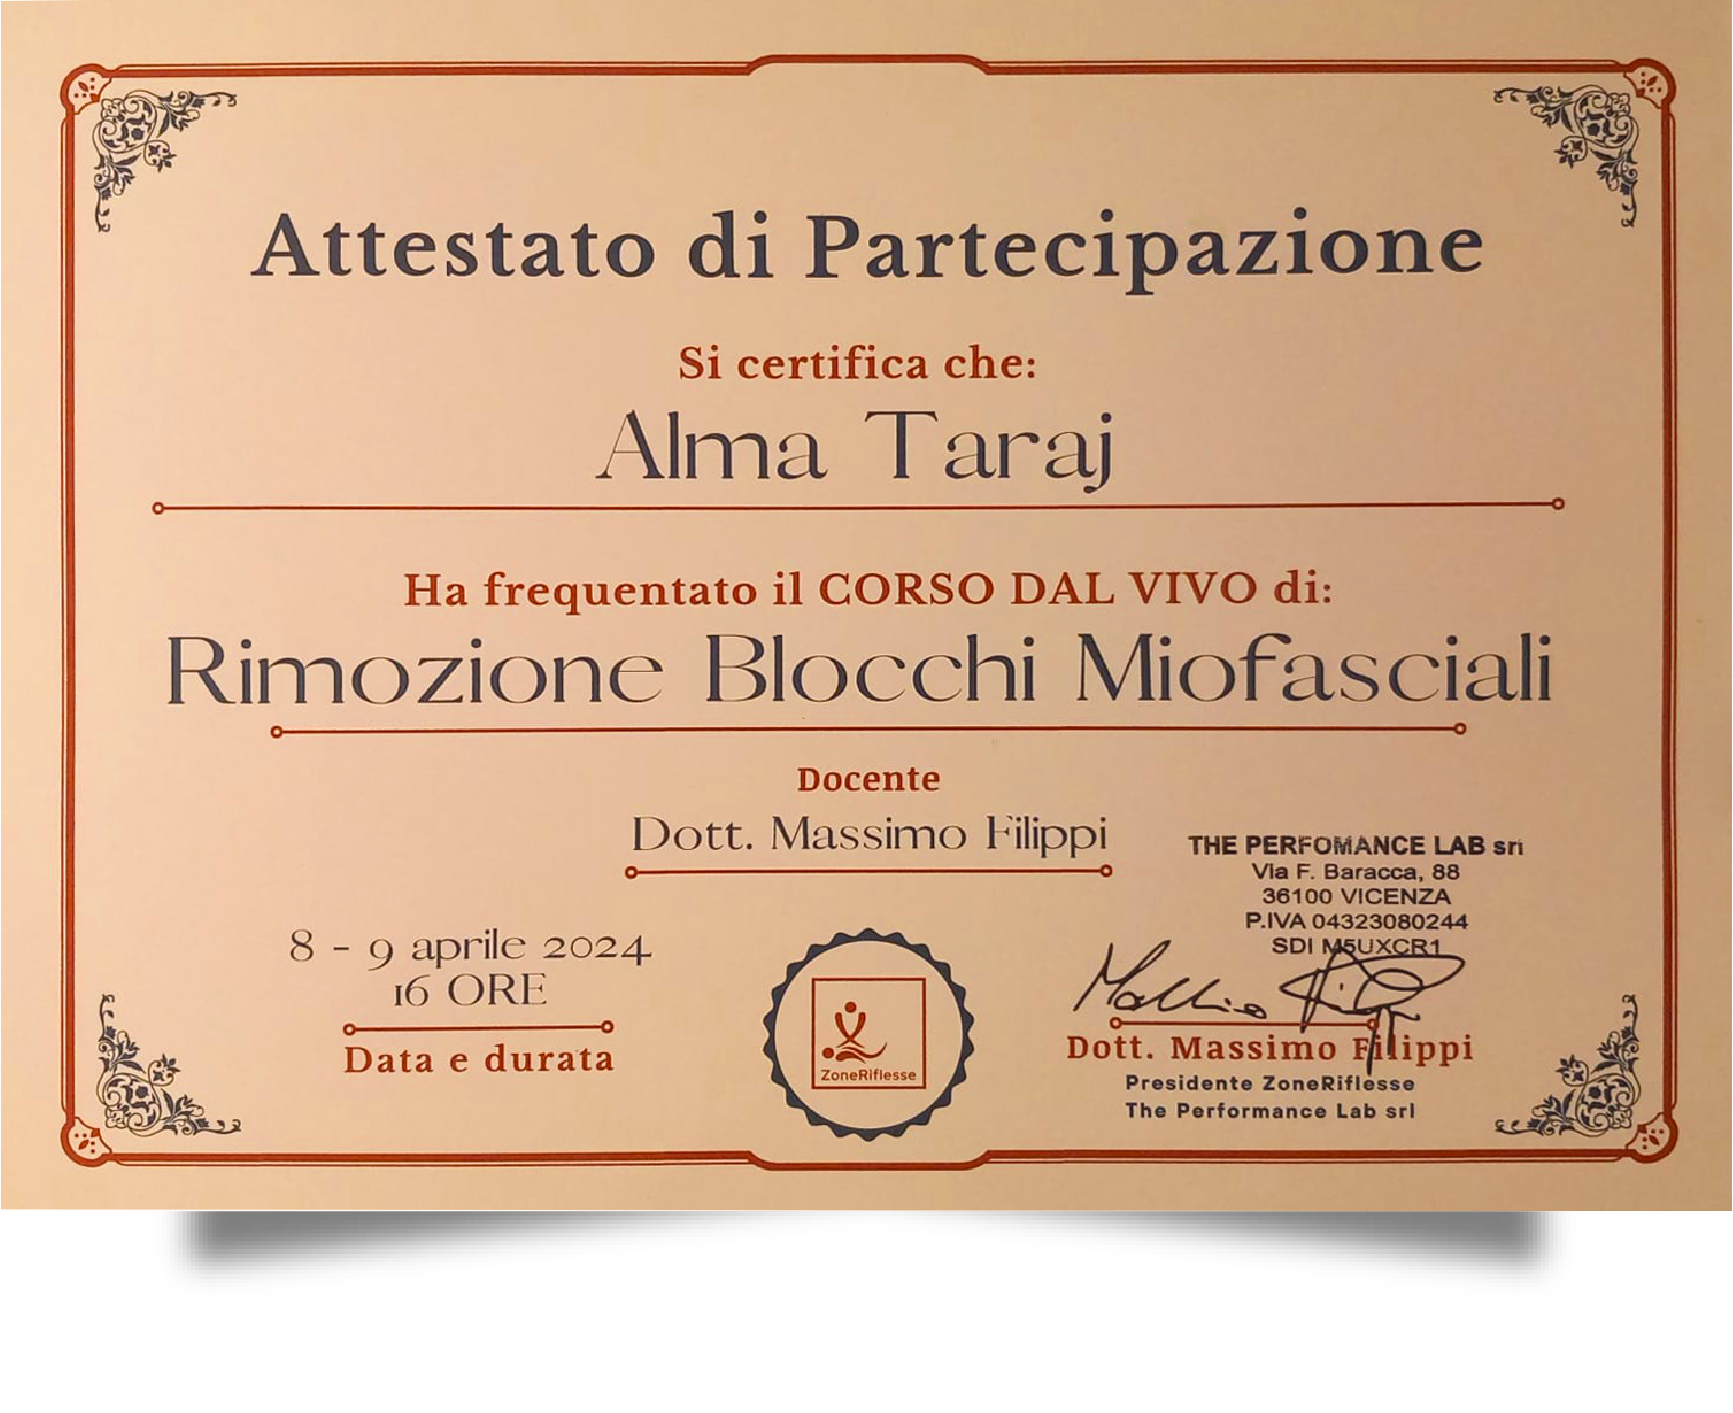 Attestato di Partecipazione
Si certifica che:
Alma Taraj
Ha frequentato il CORSO DAL VIVO di:
Rimozione Blocchi Miofasciali
Docente
Dott. Massimo Filippi
THE PERFOMANCE LAB srl
Via F. Baracca, 88
36100 VICENZA
P.IVA 04323080244
SDI M5UXCR1
8 - 9 aprile 2024
16 ORE
Data e durata
ZoneRiflesse
Dott. Massimo Filippi
Presidente ZoneRiflesse
The Performance Lab srl